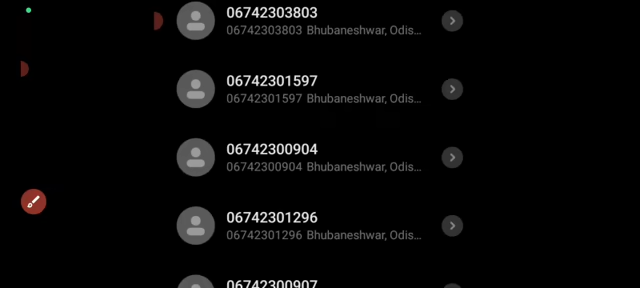 06742303803
06742303803 Bhubaneshwar, Odis...
06742301597
06742301597 Bhubaneshwar, Odis...
06742300904
06742300904 Bhubaneshwar, Odis...
06742301296
06742301296 Bhubaneshwar, Odis...
06742300907